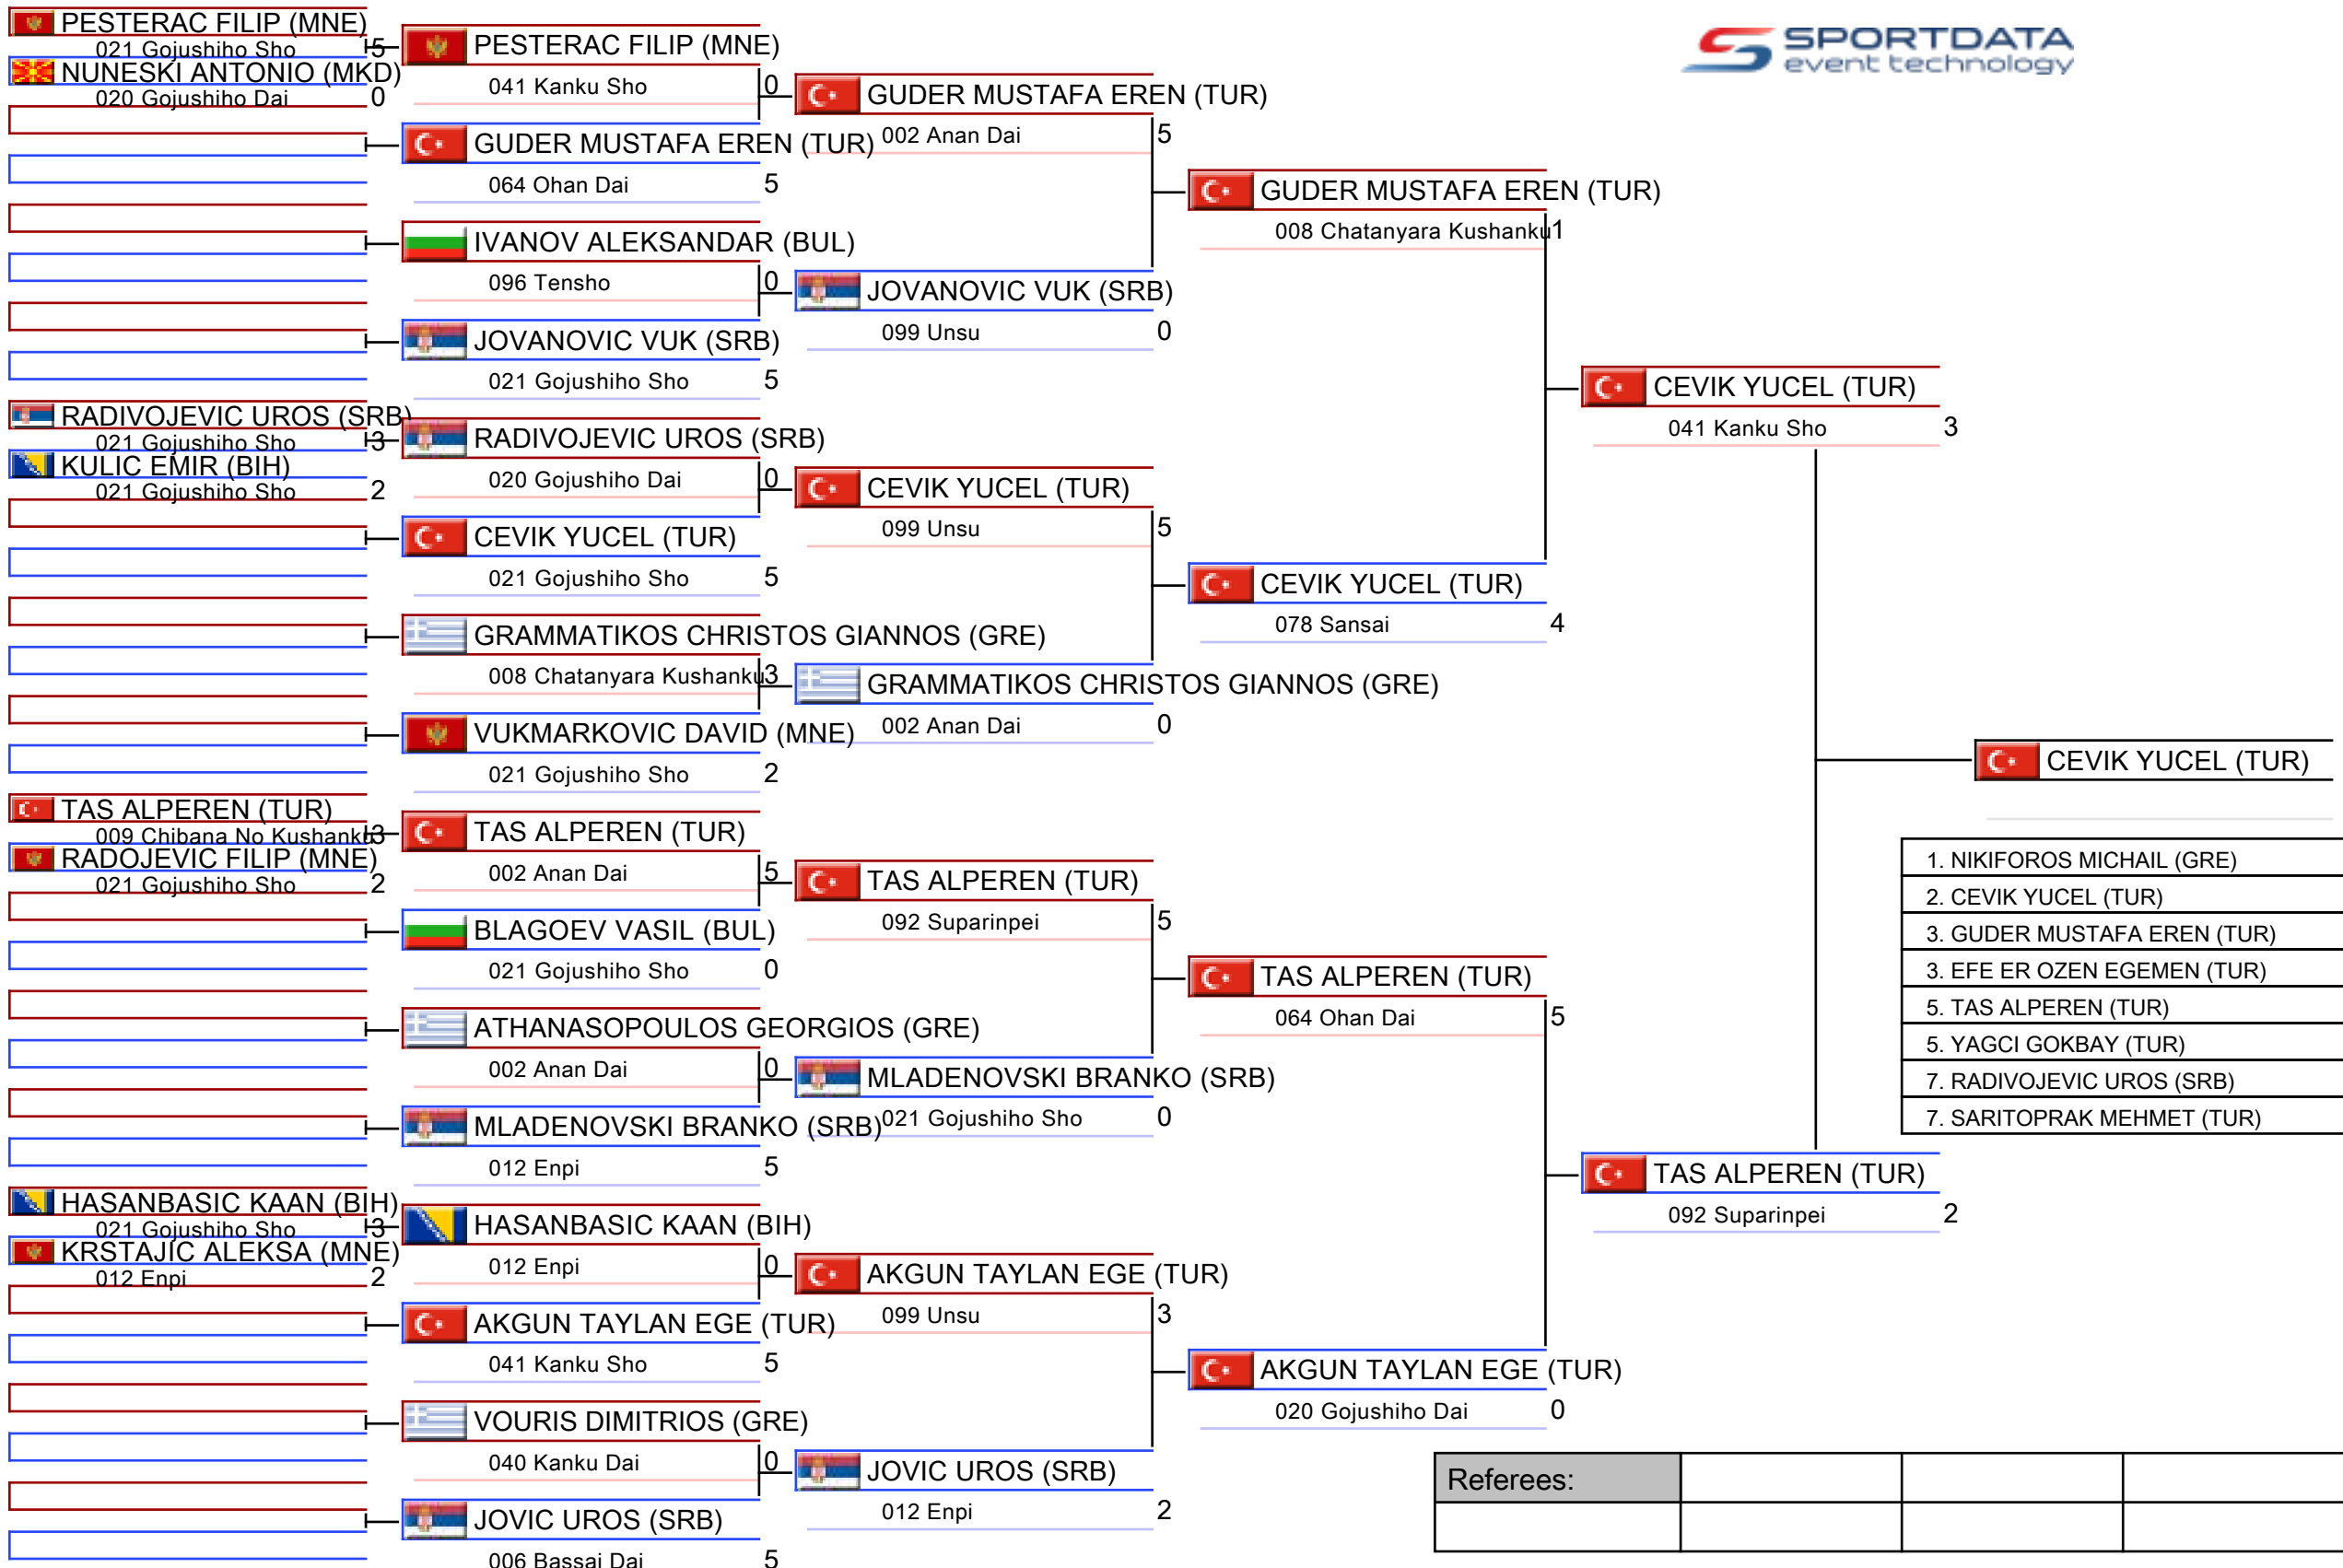 SPORTDATA
event technology
PESTERAC FILIP (MNE)
021 Gojushiho Sho 5
NUNESKI ANTONIO (MKD)
020 Gojushiho Dai 0
RADIVOJEVIC UROS (SRB)
021 Gojushiho Sho 3
KULIC EMIR (BIH)
021 Gojushiho Sho 2
TAS ALPEREN (TUR)
009 Chibana No Kushanku 3
RADOJEVIC FILIP (MNE)
021 Gojushiho Sho 2
HASANBASIC KAAN (BIH)
021 Gojushiho Sho 3
KRSTAJIC ALEKSA (MNE)
012 Enpi 2
PESTERAC FILIP (MNE)
041 Kanku Sho 0
GUDER MUSTAFA EREN (TUR)
064 Ohan Dai 5
IVANOV ALEKSANDAR (BUL)
096 Tensho 0
JOVANOVIC VUK (SRB)
021 Gojushiho Sho 5
RADIVOJEVIC UROS (SRB)
020 Gojushiho Dai 0
CEVIK YUCEL (TUR)
021 Gojushiho Sho 5
GRAMMATIKOS CHRISTOS GIANNOS (GRE)
008 Chatanyara Kushanku 3
VUKMARKOVIC DAVID (MNE)
021 Gojushiho Sho 2
TAS ALPEREN (TUR)
002 Anan Dai 5
BLAGOEV VASIL (BUL)
021 Gojushiho Sho 0
ATHANASOPOULOS GEORGIOS (GRE)
002 Anan Dai 0
MLADENOVSKI BRANKO (SRB)
012 Enpi 5
HASANBASIC KAAN (BIH)
012 Enpi 0
AKGUN TAYLAN EGE (TUR)
041 Kanku Sho 5
VOURIS DIMITRIOS (GRE)
040 Kanku Dai 0
JOVIC UROS (SRB)
006 Bassai Dai 5
GUDER MUSTAFA EREN (TUR)
002 Anan Dai 5
JOVANOVIC VUK (SRB)
099 Unsu 0
CEVIK YUCEL (TUR)
099 Unsu 5
GRAMMATIKOS CHRISTOS GIANNOS (GRE)
002 Anan Dai 0
TAS ALPEREN (TUR)
092 Suparinpei 5
MLADENOVSKI BRANKO (SRB)
021 Gojushiho Sho 0
AKGUN TAYLAN EGE (TUR)
099 Unsu 3
JOVIC UROS (SRB)
012 Enpi 2
GUDER MUSTAFA EREN (TUR)
008 Chatanyara Kushanku 1
CEVIK YUCEL (TUR)
078 Sansai 4
TAS ALPEREN (TUR)
064 Ohan Dai 5
AKGUN TAYLAN EGE (TUR)
020 Gojushiho Dai 0
CEVIK YUCEL (TUR)
041 Kanku Sho 3
TAS ALPEREN (TUR)
092 Suparinpei 2
CEVIK YUCEL (TUR)
1. NIKIFOROS MICHAIL (GRE)
2. CEVIK YUCEL (TUR)
3. GUDER MUSTAFA EREN (TUR)
3. EFE ER OZEN EGEMEN (TUR)
5. TAS ALPEREN (TUR)
5. YAGCI GOKBAY (TUR)
7. RADIVOJEVIC UROS (SRB)
7. SARITOPRAK MEHMET (TUR)
Referees: